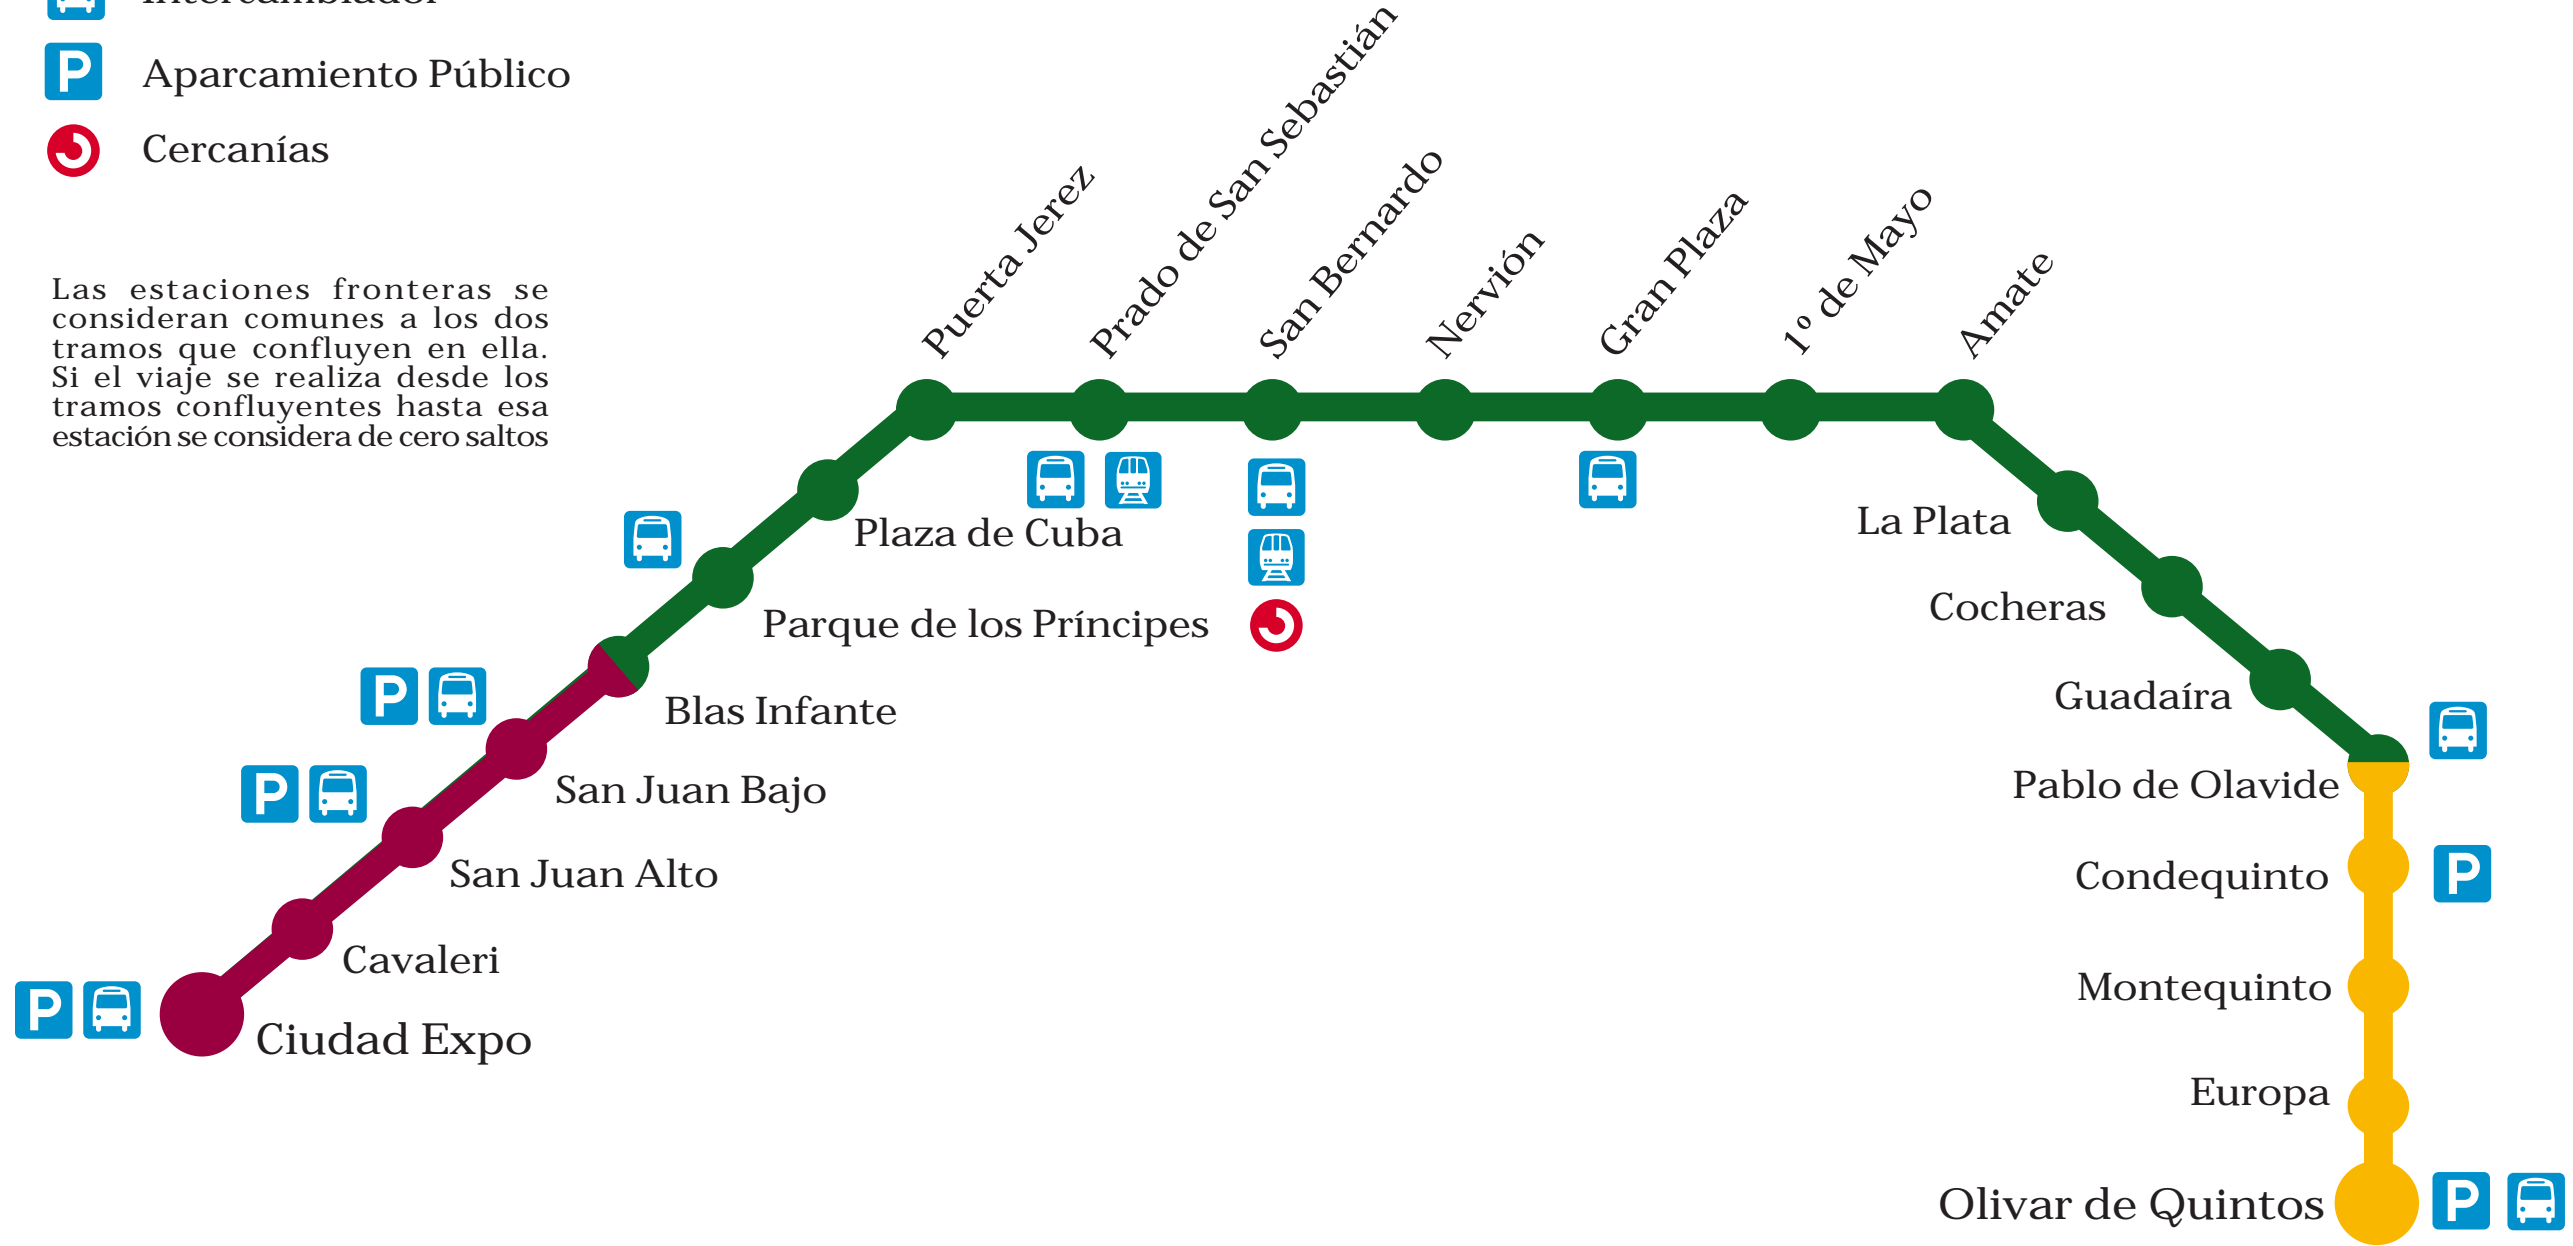 Intercambiador
P Aparcamiento Público
Cercanías
Las estaciones fronteras se
consideran comunes a los dos
tramos que confluyen en ella.
Si el viaje se realiza desde los
tramos confluyentes hasta esa
estación se considera de cero saltos
Puerta Jerez
Prado de San Sebastián
San Bernardo
Nervión
Gran Plaza
1º de Mayo
Amate
Plaza de Cuba
Parque de los Príncipes
Blas Infante
P
San Juan Bajo
P
San Juan Alto
Cavaleri
P
Ciudad Expo
La Plata
Cocheras
Guadaíra
Pablo de Olavide
Condequinto
P
Montequinto
Europa
Olivar de Quintos
P